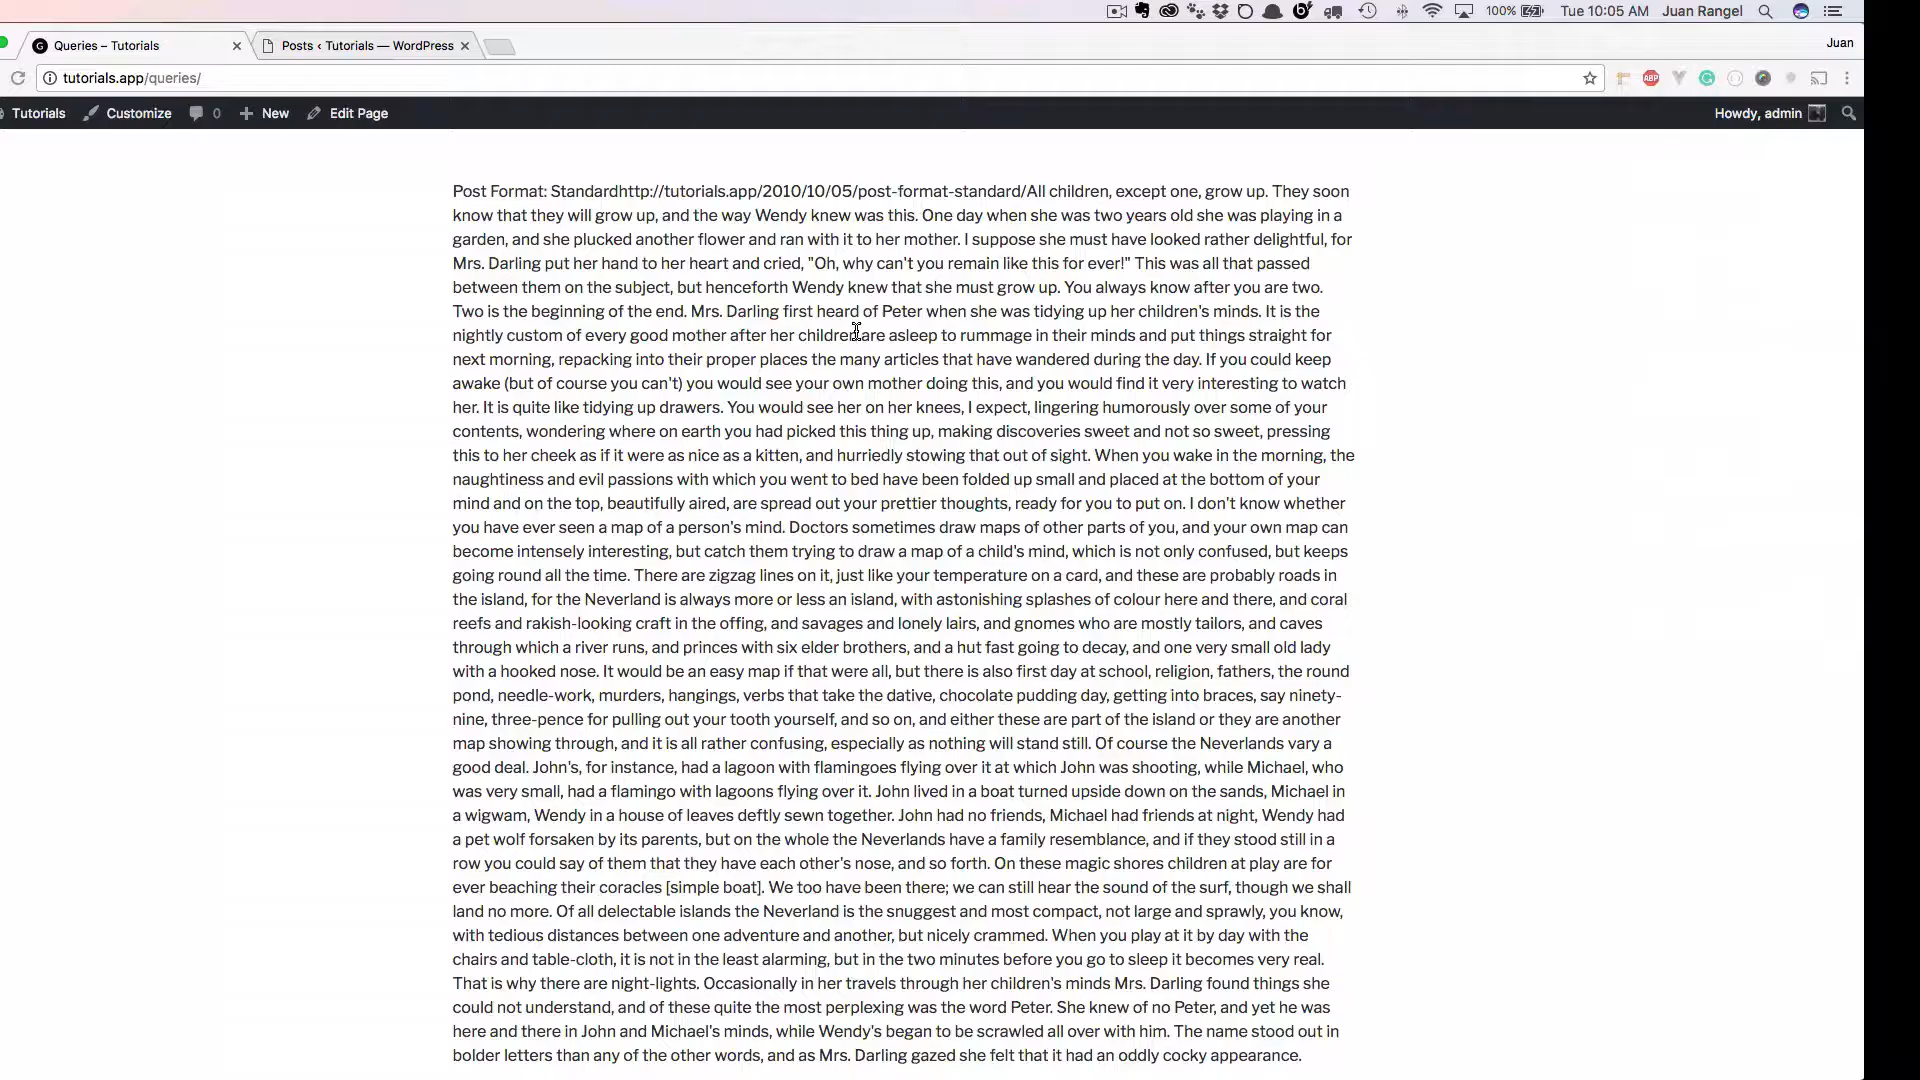 100% Tue 10:05 AM Juan Rangel
Queries – Tutorials
Posts ‹ Tutorials — WordPress
Juan
tutorials.app/queries/
ABP
Tutorials Customize 0 New Edit Page Howdy, admin
Post Format: Standardhttp://tutorials.app/2010/10/05/post-format-standard/All children, except one, grow up. They soon
know that they will grow up, and the way Wendy knew was this. One day when she was two years old she was playing in a
garden, and she plucked another flower and ran with it to her mother. I suppose she must have looked rather delightful, for
Mrs. Darling put her hand to her heart and cried, "Oh, why can't you remain like this for ever!" This was all that passed
between them on the subject, but henceforth Wendy knew that she must grow up. You always know after you are two.
Two is the beginning of the end. Mrs. Darling first heard of Peter when she was tidying up her children's minds. It is the
nightly custom of every good mother after her children are asleep to rummage in their minds and put things straight for
next morning, repacking into their proper places the many articles that have wandered during the day. If you could keep
awake (but of course you can't) you would see your own mother doing this, and you would find it very interesting to watch
her. It is quite like tidying up drawers. You would see her on her knees, I expect, lingering humorously over some of your
contents, wondering where on earth you had picked this thing up, making discoveries sweet and not so sweet, pressing
this to her cheek as if it were as nice as a kitten, and hurriedly stowing that out of sight. When you wake in the morning, the
naughtiness and evil passions with which you went to bed have been folded up small and placed at the bottom of your
mind and on the top, beautifully aired, are spread out your prettier thoughts, ready for you to put on. I don't know whether
you have ever seen a map of a person's mind. Doctors sometimes draw maps of other parts of you, and your own map can
become intensely interesting, but catch them trying to draw a map of a child's mind, which is not only confused, but keeps
going round all the time. There are zigzag lines on it, just like your temperature on a card, and these are probably roads in
the island, for the Neverland is always more or less an island, with astonishing splashes of colour here and there, and coral
reefs and rakish-looking craft in the offing, and savages and lonely lairs, and gnomes who are mostly tailors, and caves
through which a river runs, and princes with six elder brothers, and a hut fast going to decay, and one very small old lady
with a hooked nose. It would be an easy map if that were all, but there is also first day at school, religion, fathers, the round
pond, needle-work, murders, hangings, verbs that take the dative, chocolate pudding day, getting into braces, say ninety-
nine, three-pence for pulling out your tooth yourself, and so on, and either these are part of the island or they are another
map showing through, and it is all rather confusing, especially as nothing will stand still. Of course the Neverlands vary a
good deal. John's, for instance, had a lagoon with flamingoes flying over it at which John was shooting, while Michael, who
was very small, had a flamingo with lagoons flying over it. John lived in a boat turned upside down on the sands, Michael in
a wigwam, Wendy in a house of leaves deftly sewn together. John had no friends, Michael had friends at night, Wendy had
a pet wolf forsaken by its parents, but on the whole the Neverlands have a family resemblance, and if they stood still in a
row you could say of them that they have each other's nose, and so forth. On these magic shores children at play are for
ever beaching their coracles [simple boat]. We too have been there; we can still hear the sound of the surf, though we shall
land no more. Of all delectable islands the Neverland is the snuggest and most compact, not large and sprawly, you know,
with tedious distances between one adventure and another, but nicely crammed. When you play at it by day with the
chairs and table-cloth, it is not in the least alarming, but in the two minutes before you go to sleep it becomes very real.
That is why there are night-lights. Occasionally in her travels through her children's minds Mrs. Darling found things she
could not understand, and of these quite the most perplexing was the word Peter. She knew of no Peter, and yet he was
here and there in John and Michael's minds, while Wendy's began to be scrawled all over with him. The name stood out in
bolder letters than any of the other words, and as Mrs. Darling gazed she felt that it had an oddly cocky appearance.